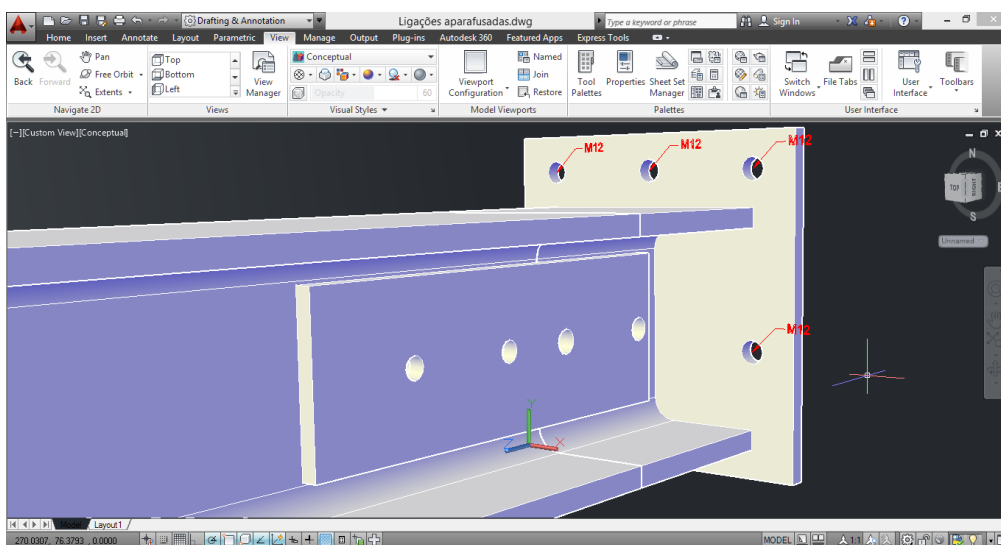 Drafting & Annotation
Ligações aparafusadas.dwg
Type a keyword or phrase
Sign In
Home Insert Annotate Layout Parametric View Manage Output Plug-ins Autodesk 360 Featured Apps Express Tools
Back Forward
Pan
Free Orbit
Extents
Navigate 2D
Top
Bottom
Left
View
Manager
Views
Conceptual
Opacity 60
Visual Styles
Viewport
Configuration
Named
Join
Restore
Model Viewports
Tool
Palettes
Properties
Sheet Set
Manager
Palettes
Switch
Windows
File Tabs
User
Interface
Toolbars
User Interface
[−][Custom View][Conceptual]
M12
M12
M12
N
TOP
RIGHT
E
S
Unnamed
M12
Y
Z
X
Model
Layout1
270.0307, 76.3793, 0.0000
MODEL
1:1